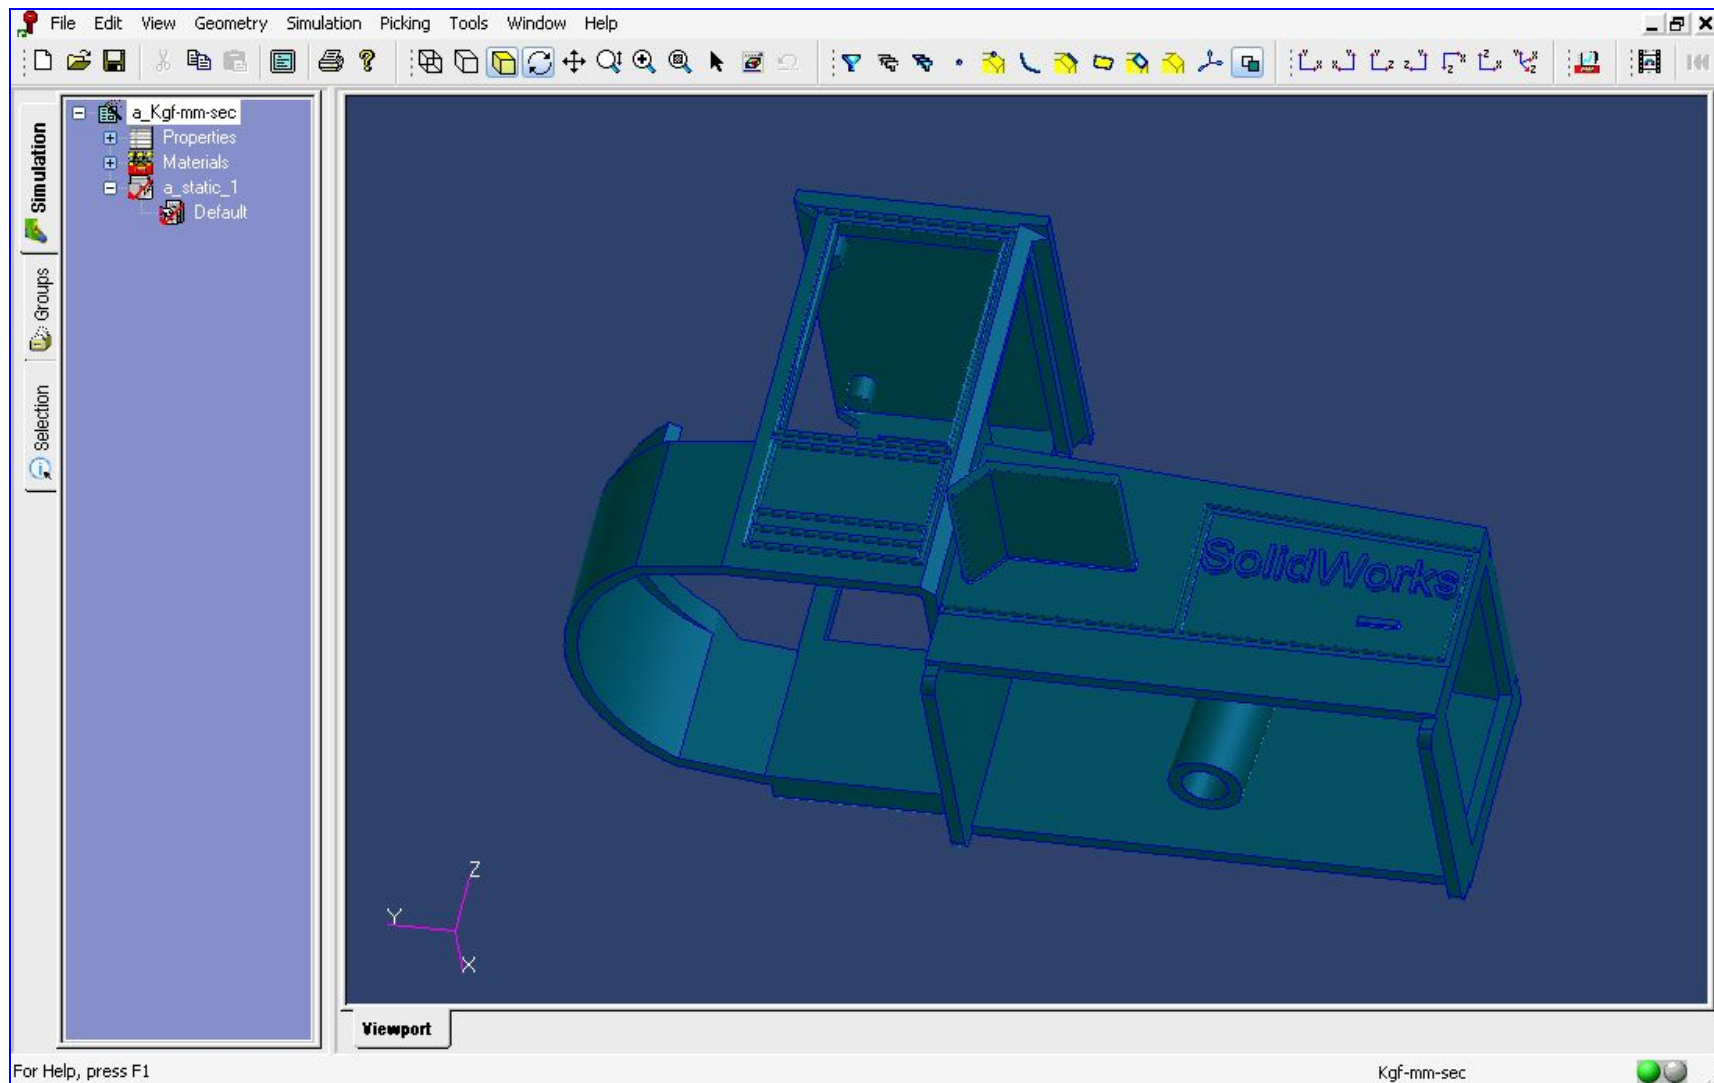 File Edit View Geometry Simulation Picking Tools Window Help
Simulation
Groups
Selection
a_Kgf-mm-sec
Properties
Materials
a_static_1
Default
SolidWorks
Z
Y
X
Viewport
For Help, press F1
Kgf-mm-sec